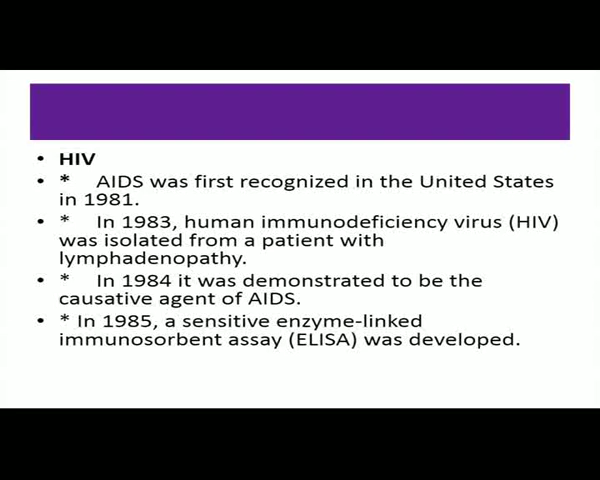 • HIV
• * AIDS was first recognized in the United States
in 1981.
• * In 1983, human immunodeficiency virus (HIV)
was isolated from a patient with
lymphadenopathy.
• * In 1984 it was demonstrated to be the
causative agent of AIDS.
• * In 1985, a sensitive enzyme-linked
immunosorbent assay (ELISA) was developed.